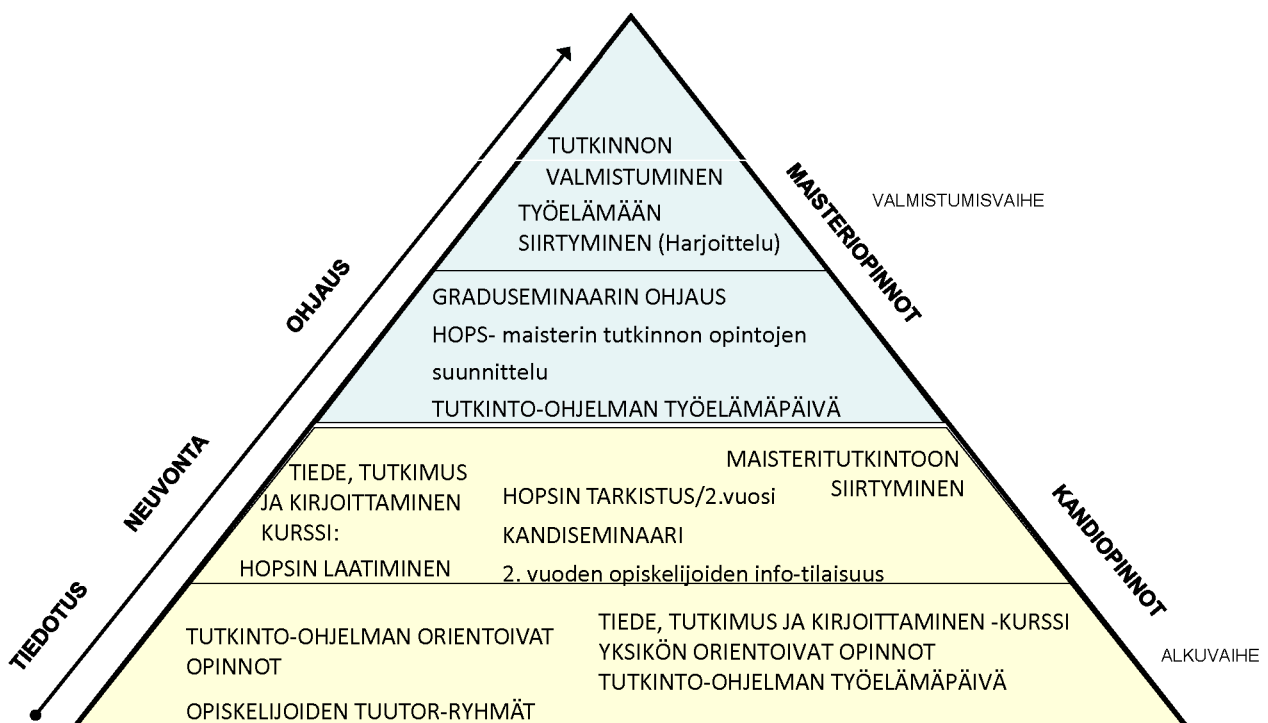 TUTKINNON
VALMISTUMINEN
TYÖELÄMÄÄN
SIIRTYMINEN (Harjoittelu)
MAISTERIOPINNOT
VALMISTUMISVAIHE
OHJAUS
GRADUSEMINAARIN OHJAUS
HOPS- maisterin tutkinnon opintojen
suunnittelu
TUTKINTO-OHJELMAN TYÖELÄMÄPÄIVÄ
NEUVONTA
TIEDE, TUTKIMUS
JA KIRJOITTAMINEN
KURSSI:
HOPSIN LAATIMINEN
HOPSIN TARKISTUS/2.vuosi
KANDISEMINAARI
2. vuoden opiskelijoiden info-tilaisuus
MAISTERITUTKINTOON
SIIRTYMINEN
KANDIOPINNOT
TIEDOTUS
TUTKINTO-OHJELMAN ORIENTOIVAT
OPINNOT
OPISKELIJOIDEN TUUTOR-RYHMÄT
TIEDE, TUTKIMUS JA KIRJOITTAMINEN -KURSSI
YKSIKÖN ORIENTOIVAT OPINNOT
TUTKINTO-OHJELMAN TYÖELÄMÄPÄIVÄ
ALKUVAIHE